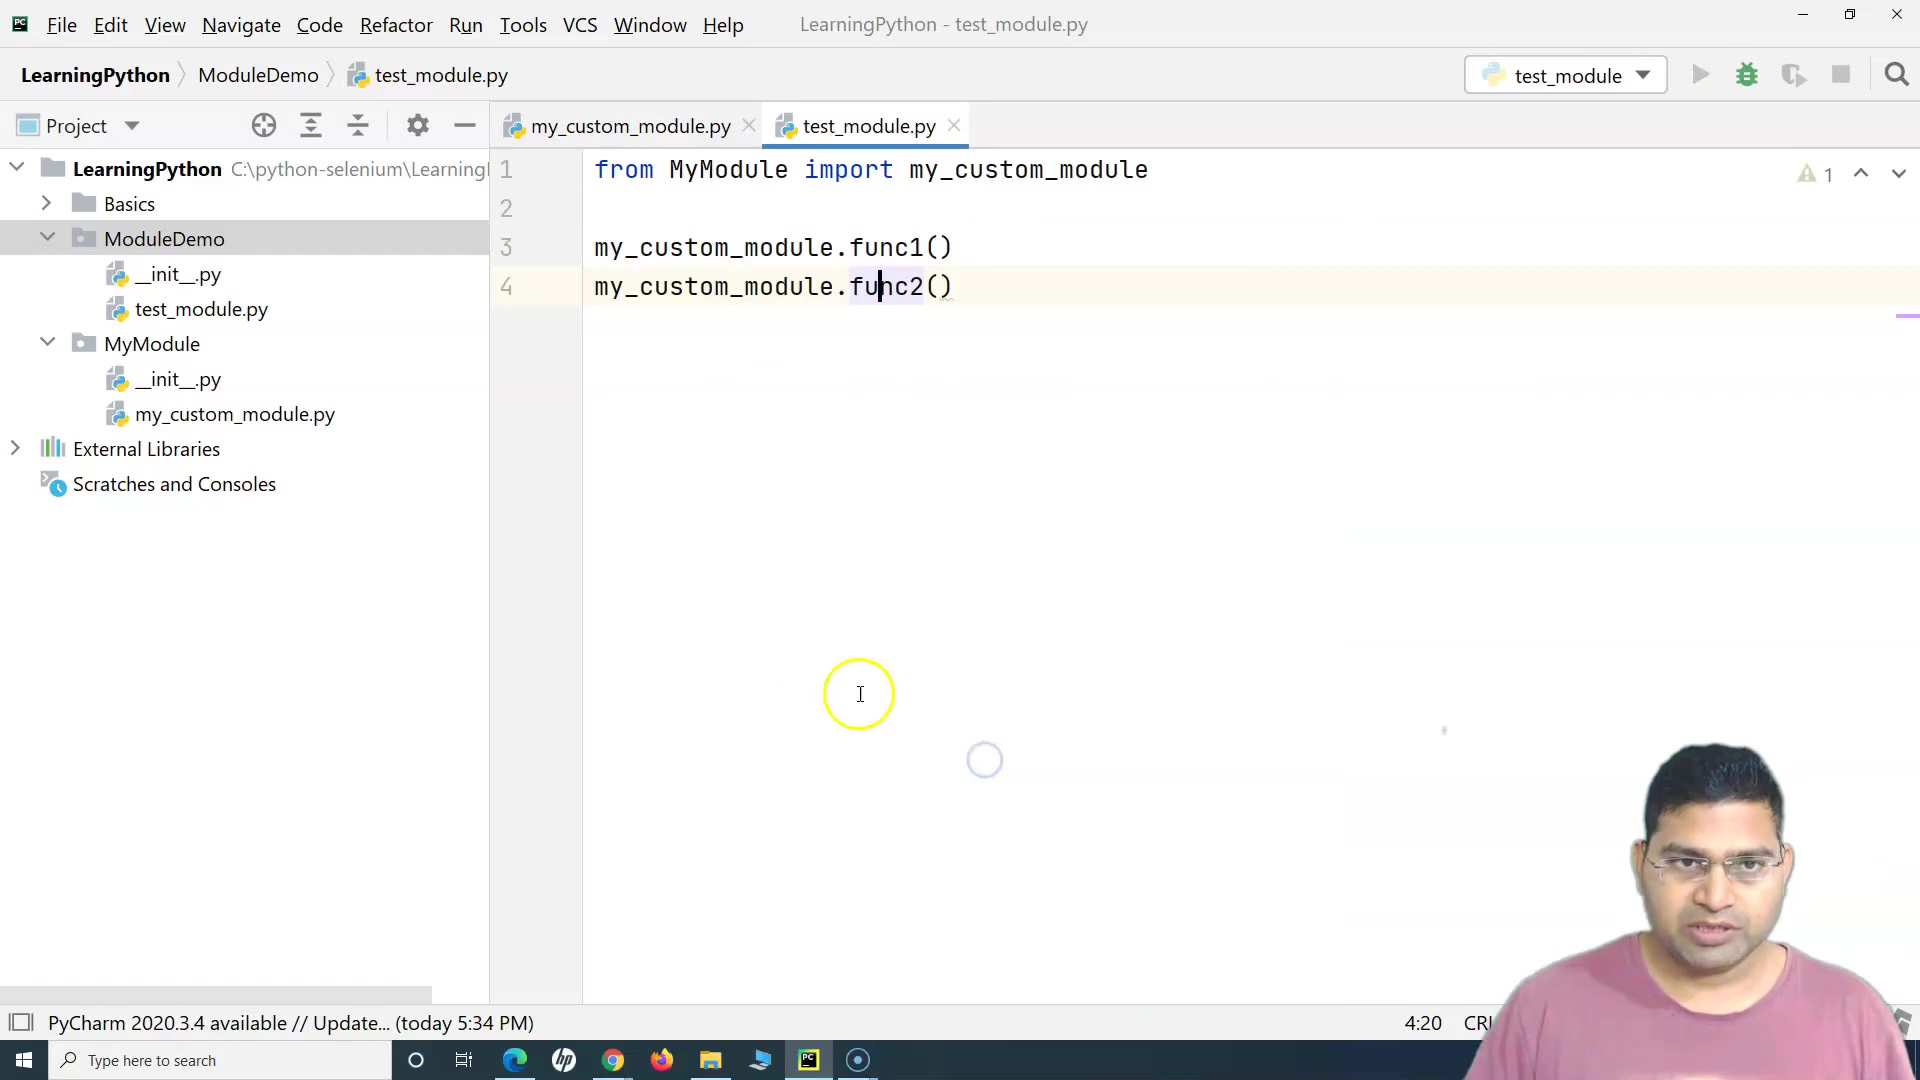 File Edit View Navigate Code Refactor Run Tools VCS Window Help LearningPython - test_module.py
LearningPython ModuleDemo test_module.py
test_module
Project
my_custom_module.py test_module.py
LearningPython C:\python-selenium\Learning
Basics
ModuleDemo
__init__.py
test_module.py
MyModule
__init__.py
my_custom_module.py
External Libraries
Scratches and Consoles
1 from MyModule import my_custom_module
2
3 my_custom_module.func1()
4 my_custom_module.func2()
1
PyCharm 2020.3.4 available // Update... (today 5:34 PM)
4:20
Type here to search
hp
PC